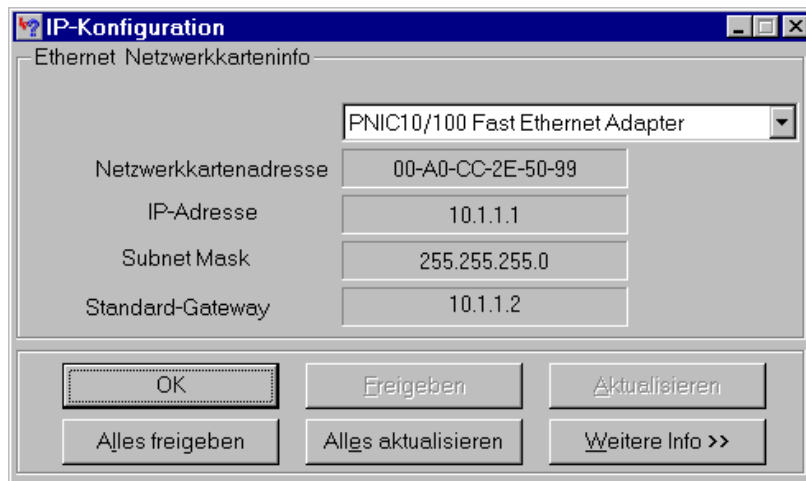 IP-Konfiguration
Ethernet Netzwerkkarteninfo
PNIC10/100 Fast Ethernet Adapter
Netzwerkkartenadresse 00-A0-CC-2E-50-99
IP-Adresse 10.1.1.1
Subnet Mask 255.255.255.0
Standard-Gateway 10.1.1.2
OK Freigeben Aktualisieren
Alles freigeben Alles aktualisieren Weitere Info >>